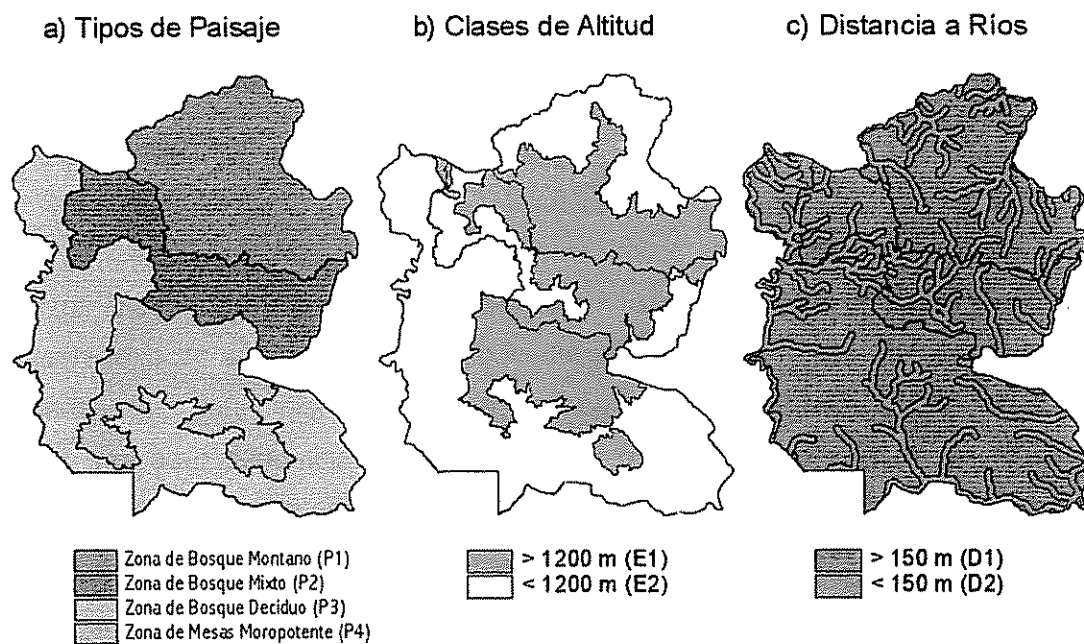 a) Tipos de Paisaje
b) Clases de Altitud
c) Distancia a Ríos
Zona de Bosque Montano (P1)
Zona de Bosque Mixto (P2)
Zona de Bosque Deciduo (P3)
Zona de Mesas Moropotente (P4)
> 1200 m (E1)
< 1200 m (E2)
> 150 m (D1)
< 150 m (D2)